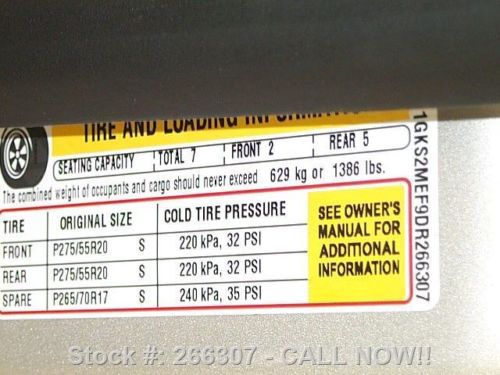 TIRE AND LOADING INFORMATION
SEATING CAPACITY TOTAL 7 FRONT 2 REAR 5
The combined weight of occupants and cargo should never exceed 629 kg or 1386 lbs.
TIRE ORIGINAL SIZE COLD TIRE PRESSURE
FRONT P275/55R20 S 220 kPa, 32 PSI
REAR P275/55R20 S 220 kPa, 32 PSI
SPARE P265/70R17 S 240 kPa, 35 PSI
SEE OWNER'S
MANUAL FOR
ADDITIONAL
INFORMATION
1GKS2MEF9DR266307
Stock #: 266307 - CALL NOW!!